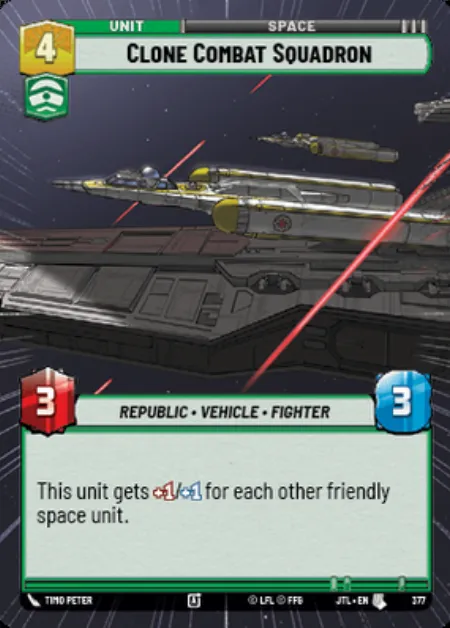 UNIT SPACE
4 CLONE COMBAT SQUADRON
3 REPUBLIC • VEHICLE • FIGHTER 3
This unit gets +1/+1 for each other friendly
space unit.
TIMO PETER © LFL © FFG JTL • EN 377